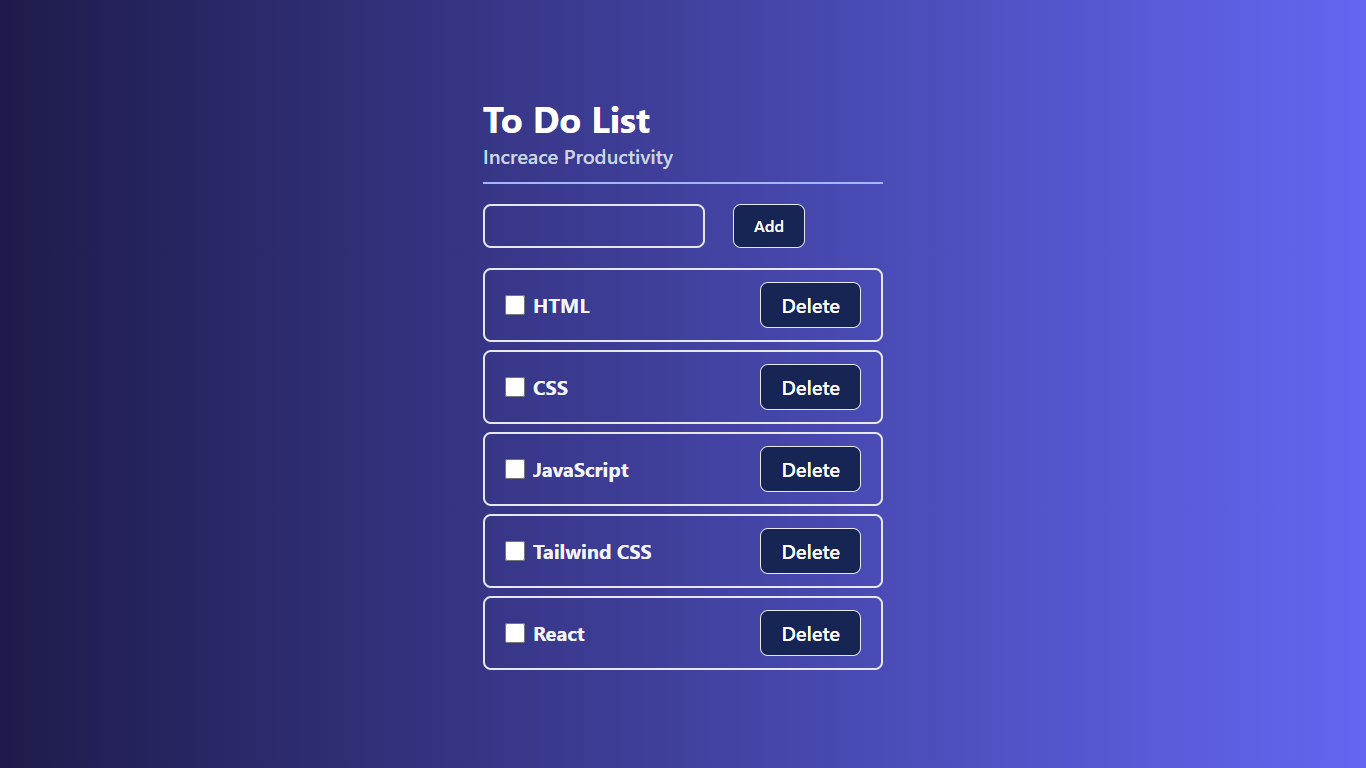 To Do List
Increace Productivity
Add
HTML Delete
CSS Delete
JavaScript Delete
Tailwind CSS Delete
React Delete